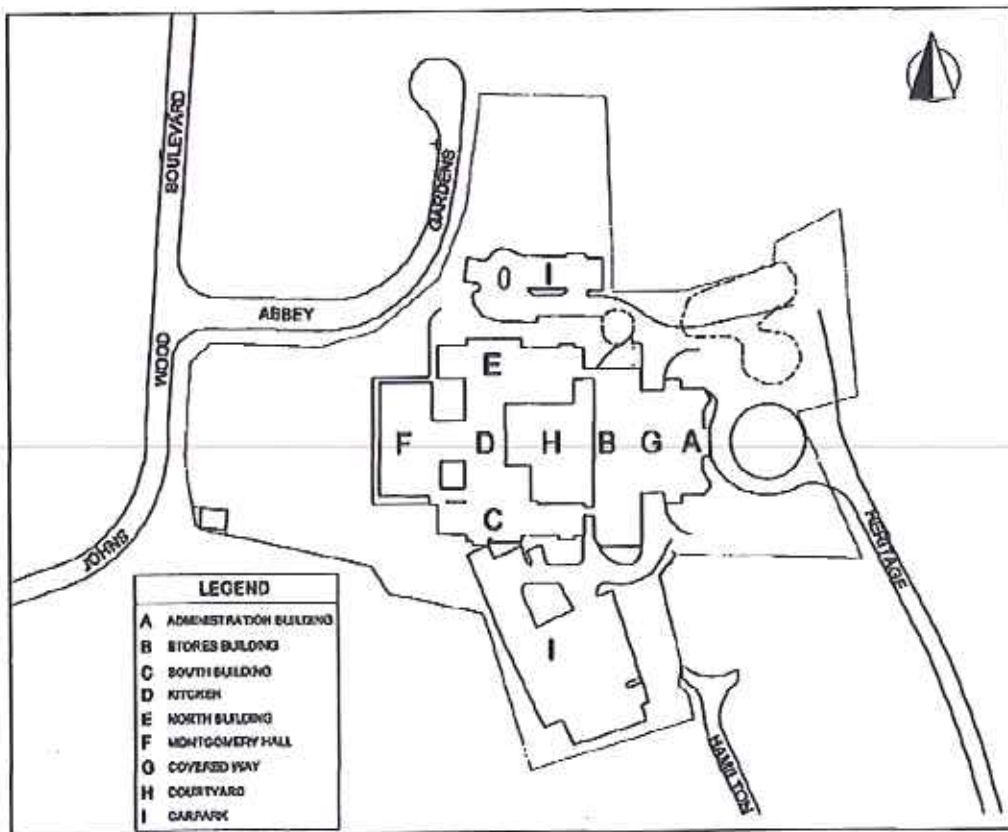 BOULEVARD
GARDENS
ABBEY
WOOD
JOHNS
HERITAGE
HAMILTON
O I
E
F D H B G A
C
I
LEGEND
A ADMINISTRATION BUILDING
B STORES BUILDING
C SOUTH BUILDING
D KITCHEN
E NORTH BUILDING
F MONTGOMERY HALL
G COVERED WAY
H COURTYARD
I CARPARK